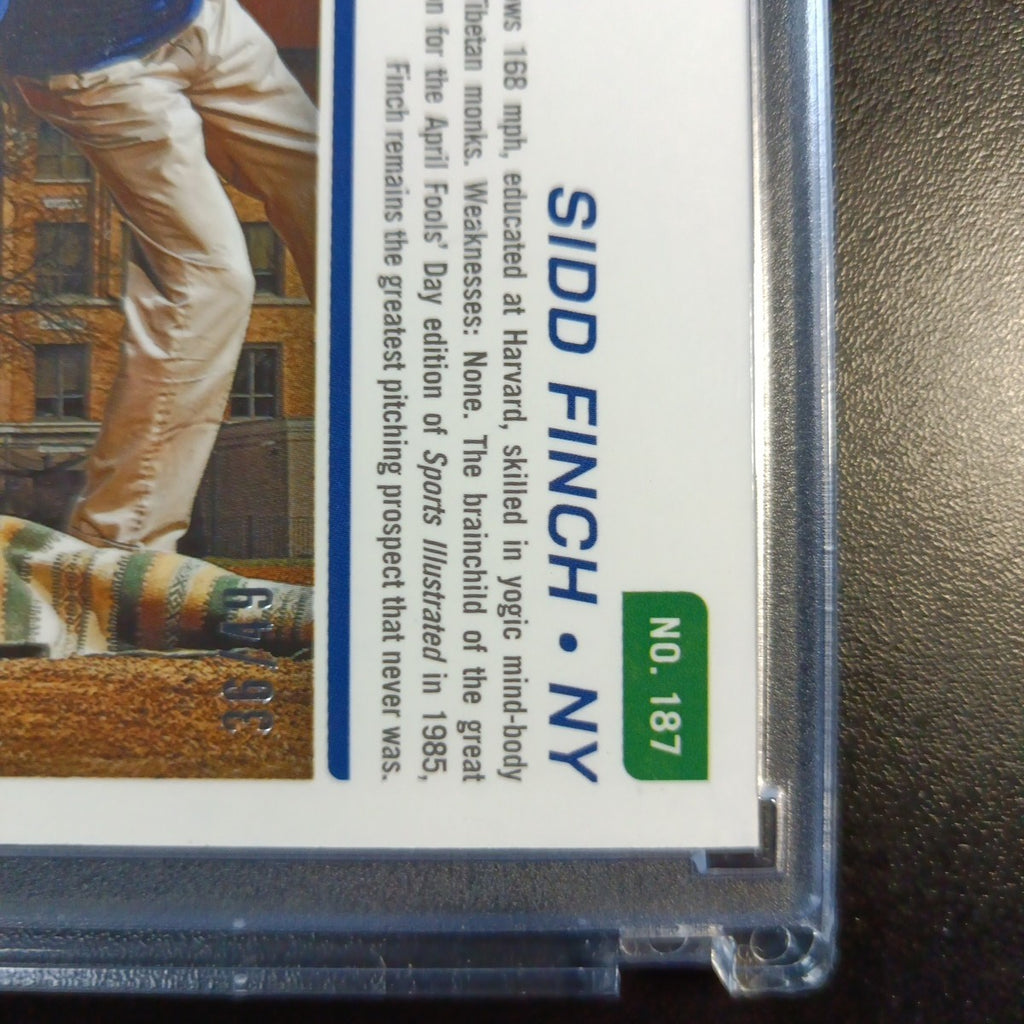 NO. 187
SIDD FINCH • NY
168 mph, educated at Harvard, skilled in yogic mind-body
monks. Weaknesses: None. The brainchild of the great
for the April Fools' Day edition of Sports Illustrated in 1985,
Finch remains the greatest pitching prospect that never was.
36/49